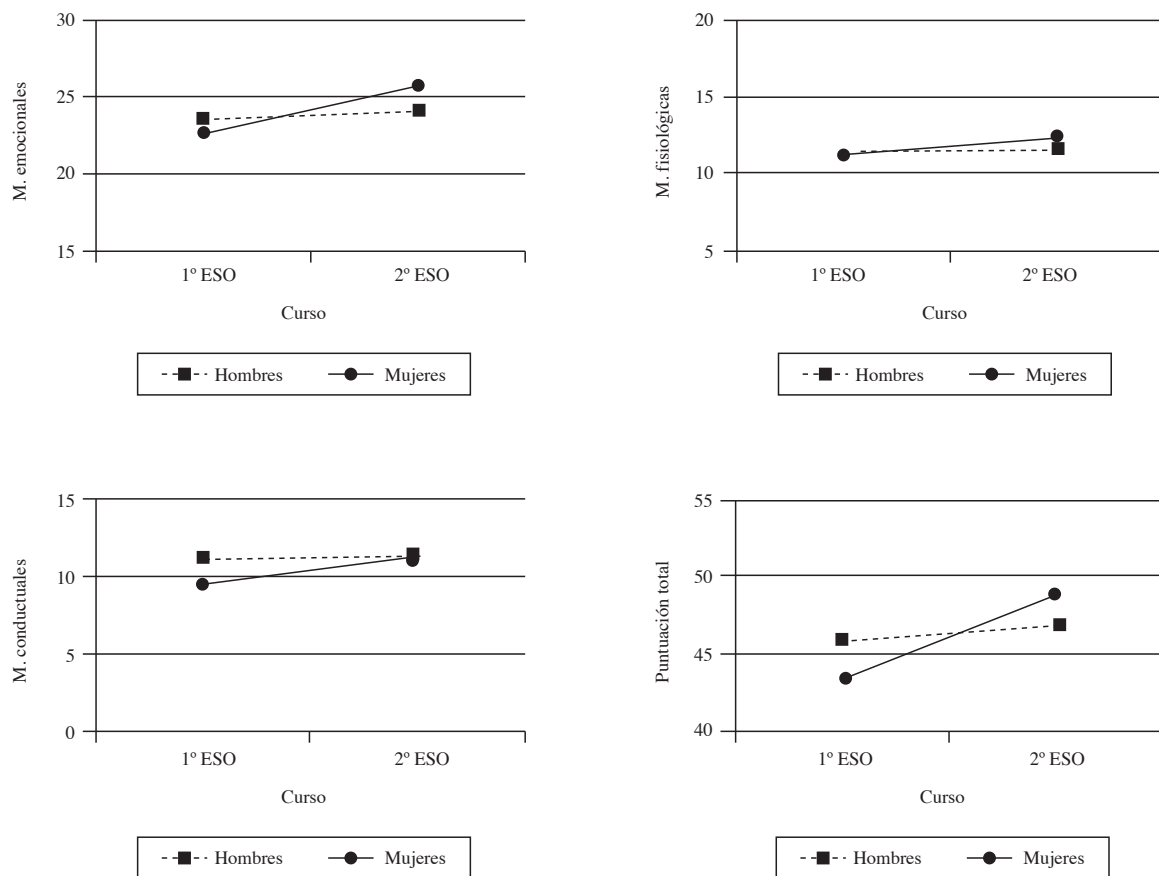 30
25
20
15
M. emocionales
1º ESO 2º ESO
Curso
Hombres Mujeres
20
15
10
5
M. fisiológicas
1º ESO 2º ESO
Curso
Hombres Mujeres
15
10
5
0
M. conductuales
1º ESO 2º ESO
Curso
Hombres Mujeres
55
50
45
40
Puntuación total
1º ESO 2º ESO
Curso
Hombres Mujeres